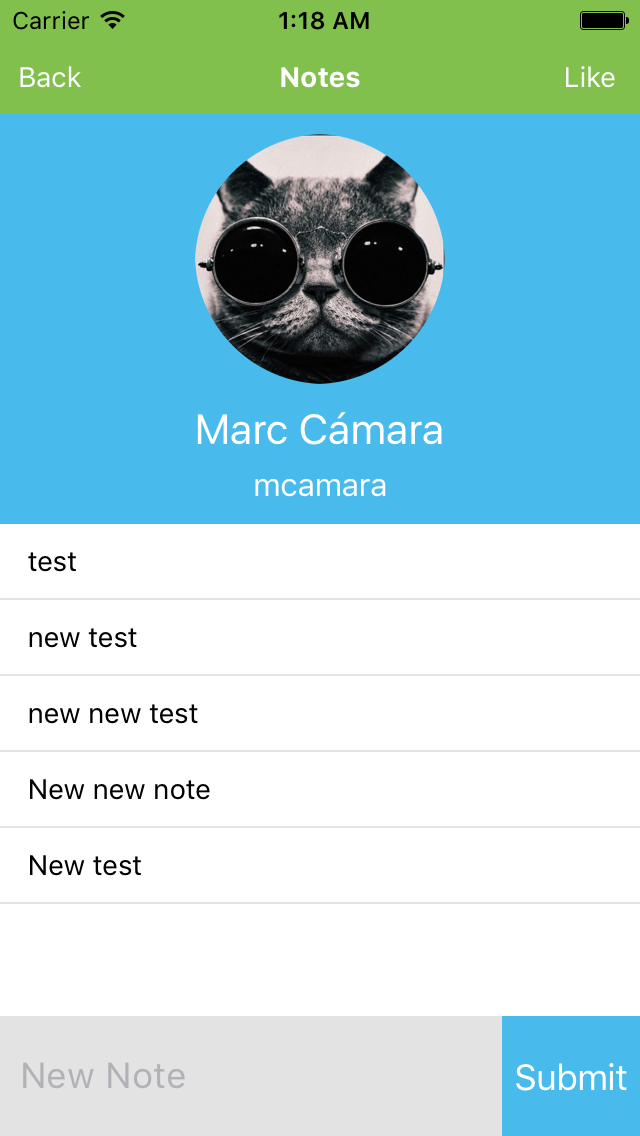 Carrier 1:18 AM
Back Notes Like
Marc Cámara
mcamara
test
new test
new new test
New new note
New test
New Note Submit